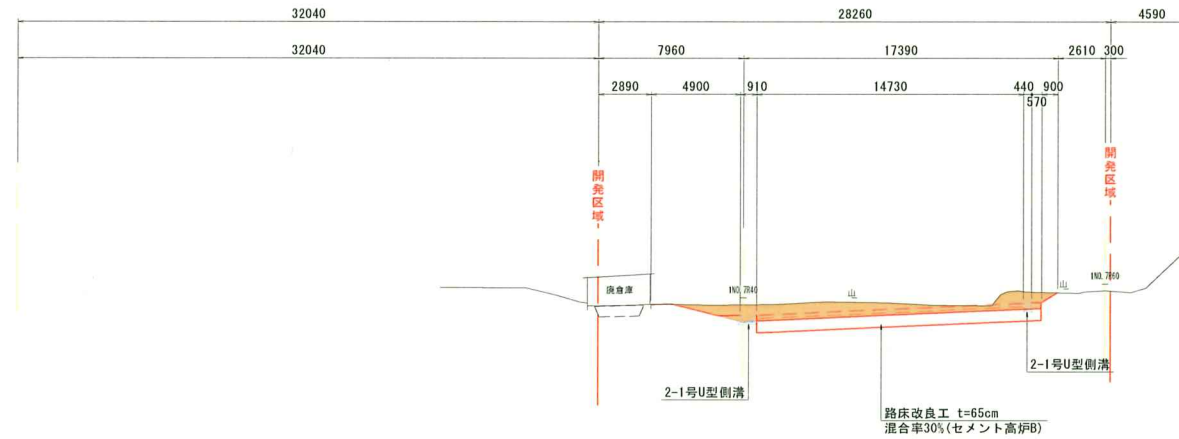 32040
28260
4590
32040
7960
17390
2610
300
2890
4900
910
14730
440
900
570
開発区域
開発区域
廃倉庫
山
山
2-1号U型側溝
2-1号U型側溝
路床改良工 t=65cm
混合率30%(セメント高炉B)